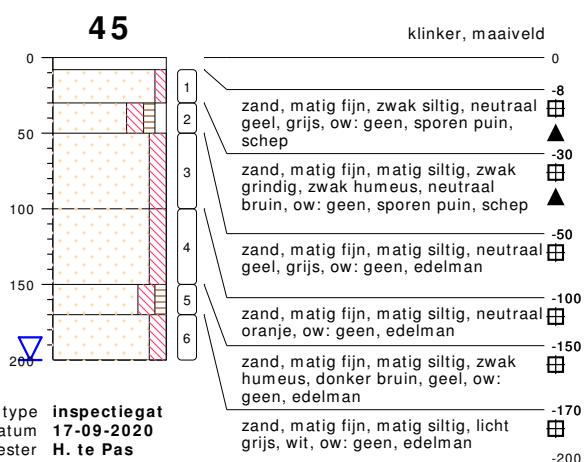 45
klinker, maaiveld
0
0
-8
1
zand, matig fijn, zwak siltig, neutraal
geel, grijs, ow: geen, sporen puin,
schep
2
-30
50
zand, matig fijn, matig siltig, zwak
grindig, zwak humeus, neutraal
bruin, ow: geen, sporen puin, schep
3
-50
100
zand, matig fijn, matig siltig, neutraal
geel, grijs, ow: geen, edelman
4
-100
150
zand, matig fijn, matig siltig, neutraal
oranje, ow: geen, edelman
5
-150
zand, matig fijn, matig siltig, zwak
humeus, donker bruin, geel, ow:
geen, edelman
6
200
-170
zand, matig fijn, matig siltig, licht
grijs, wit, ow: geen, edelman
-200
type inspectiegat
atum 17-09-2020
ester H. te Pas